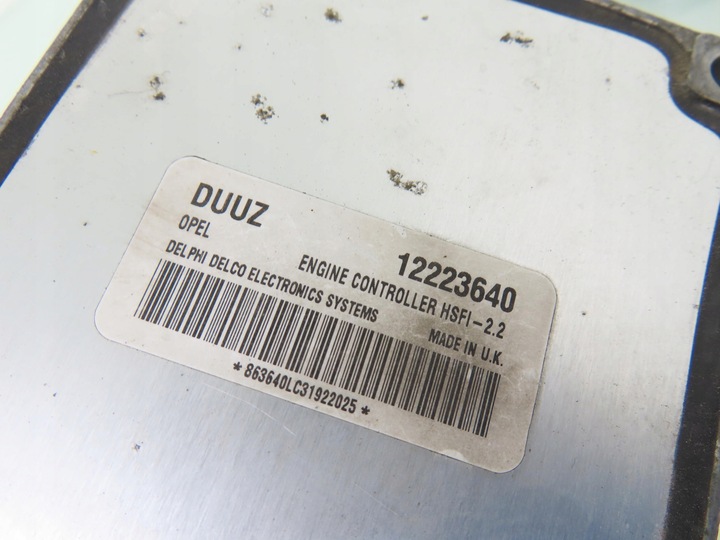 DUUZ 12223640
OPEL ENGINE CONTROLLER HSFI-2.2
DELPHI DELCO ELECTRONICS SYSTEMS MADE IN U.K.
*863640LC31922025*